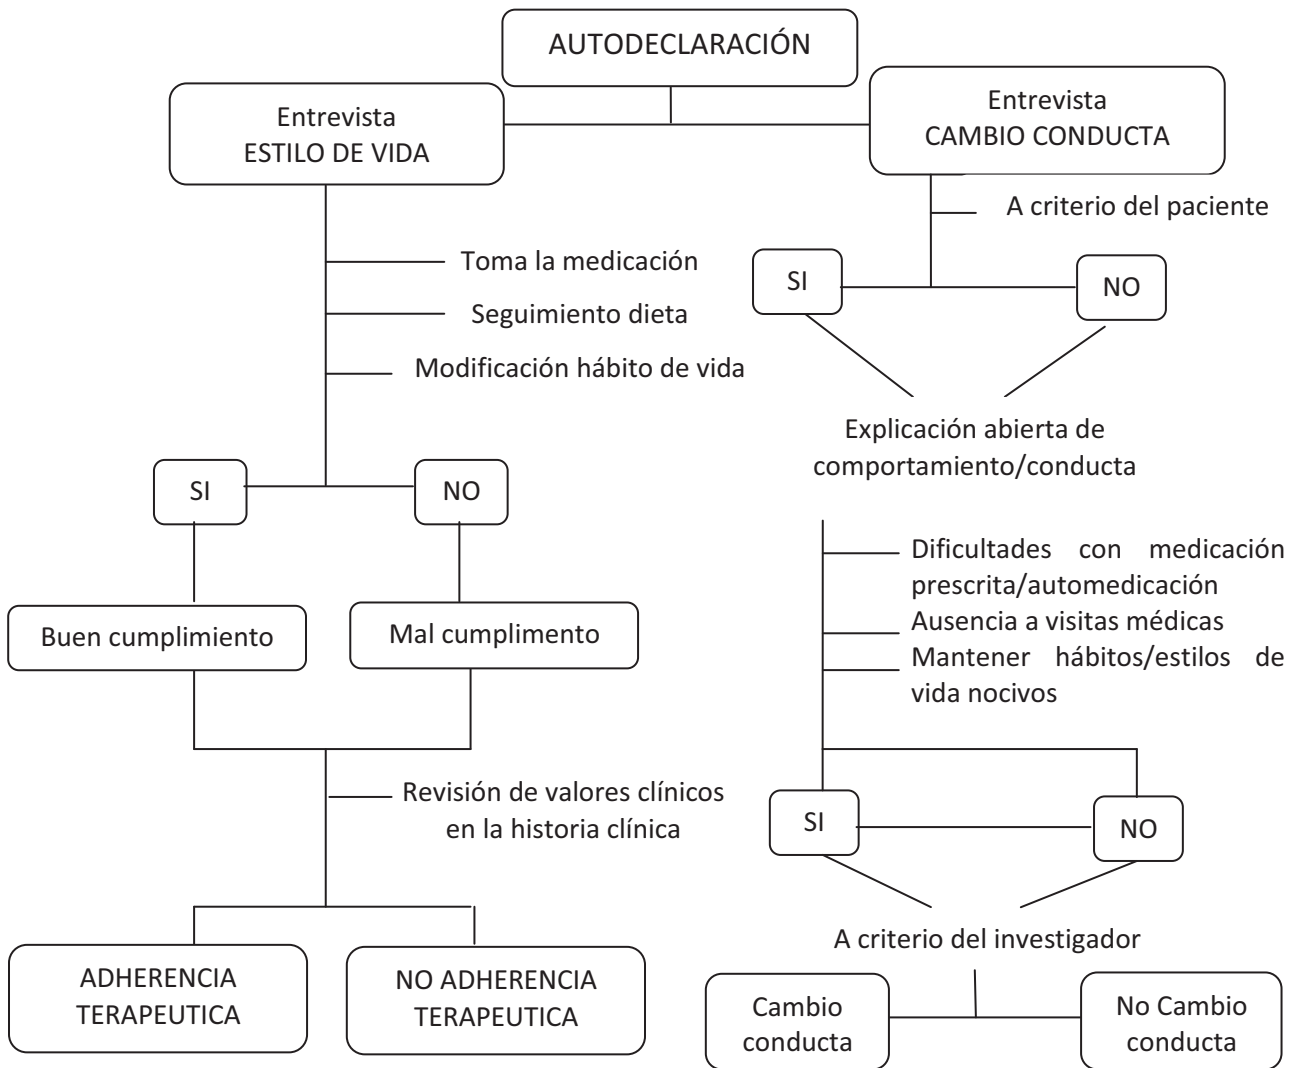 AUTODECLARACIÓN
Entrevista
ESTILO DE VIDA
Toma la medicación
Seguimiento dieta
Modificación hábito de vida
SI
NO
Buen cumplimiento
Mal cumplimento
Revisión de valores clínicos
en la historia clínica
ADHERENCIA
TERAPEUTICA
NO ADHERENCIA
TERAPEUTICA
Entrevista
CAMBIO CONDUCTA
A criterio del paciente
SI
NO
Explicación abierta de
comportamiento/conducta
Dificultades con medicación
prescrita/automedicación
Ausencia a visitas médicas
Mantener hábitos/estilos de
vida nocivos
SI
NO
A criterio del investigador
Cambio
conducta
No Cambio
conducta